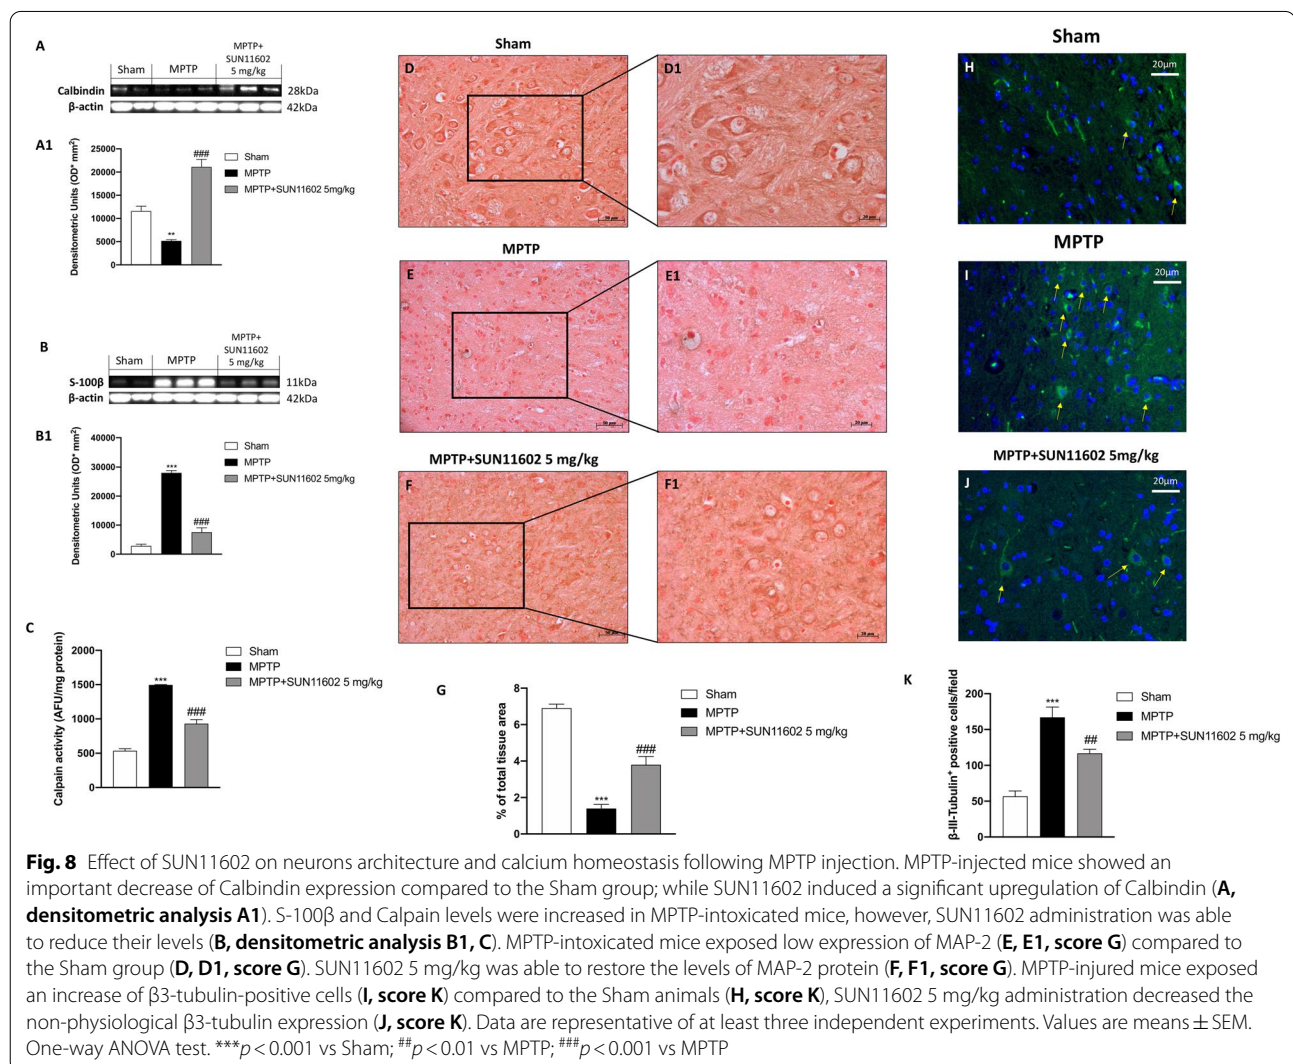 A
MPTP+
SUN11602
5 mg/kg
Sham
MPTP
Calbindin
28kDa
β-actin
42kDa
A1
Densitometric Units (OD* mm²)
25000
20000
15000
10000
5000
0
**
###
Sham
MPTP
MPTP+SUN11602 5mg/kg
B
MPTP+
SUN11602
5 mg/kg
Sham
MPTP
S-100β
11kDa
β-actin
42kDa
B1
Densitometric Units (OD* mm²)
40000
30000
20000
10000
0
***
###
Sham
MPTP
MPTP+SUN11602 5mg/kg
C
Calpain activity (AFU/mg protein)
2000
1500
1000
500
0
***
###
Sham
MPTP
MPTP+SUN11602 5 mg/kg
Sham
D
50 µm
D1
20 µm
MPTP
E
50 µm
E1
20 µm
MPTP+SUN11602 5 mg/kg
F
50 µm
F1
20 µm
G
% of total tissue area
8
6
4
2
0
***
###
Sham
MPTP
MPTP+SUN11602 5 mg/kg
Sham
H
20µm
MPTP
I
20µm
MPTP+SUN11602 5mg/kg
J
20µm
K
β-III-Tubulin⁺ positive cells/field
200
150
100
50
0
***
##
Sham
MPTP
MPTP+SUN11602 5 mg/kg
Fig. 8 Effect of SUN11602 on neurons architecture and calcium homeostasis following MPTP injection. MPTP-injected mice showed an
important decrease of Calbindin expression compared to the Sham group; while SUN11602 induced a significant upregulation of Calbindin (A,
densitometric analysis A1). S-100β and Calpain levels were increased in MPTP-intoxicated mice, however, SUN11602 administration was able
to reduce their levels (B, densitometric analysis B1, C). MPTP-intoxicated mice exposed low expression of MAP-2 (E, E1, score G) compared to
the Sham group (D, D1, score G). SUN11602 5 mg/kg was able to restore the levels of MAP-2 protein (F, F1, score G). MPTP-injured mice exposed
an increase of β3-tubulin-positive cells (I, score K) compared to the Sham animals (H, score K), SUN11602 5 mg/kg administration decreased the
non-physiological β3-tubulin expression (J, score K). Data are representative of at least three independent experiments. Values are means ± SEM.
One-way ANOVA test. ***p < 0.001 vs Sham; ##p < 0.01 vs MPTP; ###p < 0.001 vs MPTP